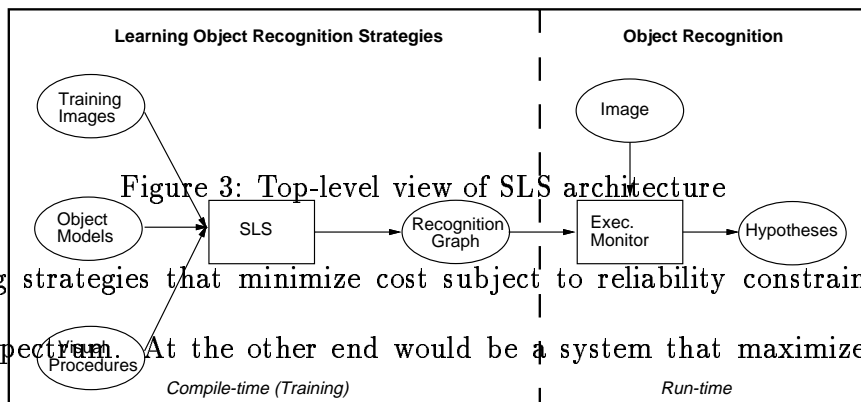 Learning Object Recognition Strategies
Object Recognition
Training
Images
Image
Figure 3: Top-level view of SLS architecture
Object
Models
SLS
Recognition
Graph
Exec.
Monitor
Hypotheses
strategies that minimize cost subject to reliability
Visual
Procedures
At the other end would be a system that
Compile-time (Training)
Run-time